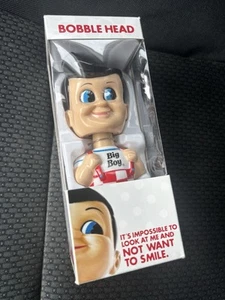 BOBBLE HEAD
Big
Boy
IT'S IMPOSSIBLE TO
LOOK AT ME AND
NOT WANT
TO SMILE.